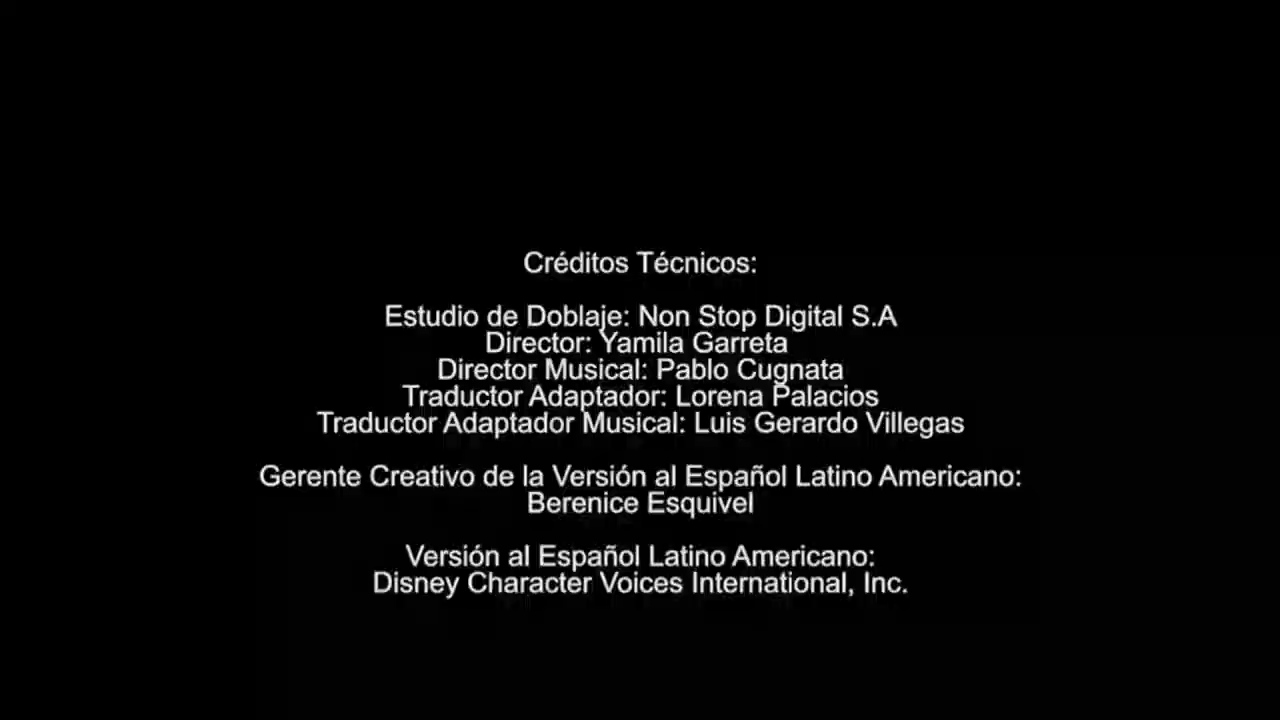 Créditos Técnicos:
Estudio de Doblaje: Non Stop Digital S.A
Director: Yamila Garreta
Director Musical: Pablo Cugnata
Traductor Adaptador: Lorena Palacios
Traductor Adaptador Musical: Luis Gerardo Villegas
Gerente Creativo de la Versión al Español Latino Americano:
Berenice Esquivel
Versión al Español Latino Americano:
Disney Character Voices International, Inc.